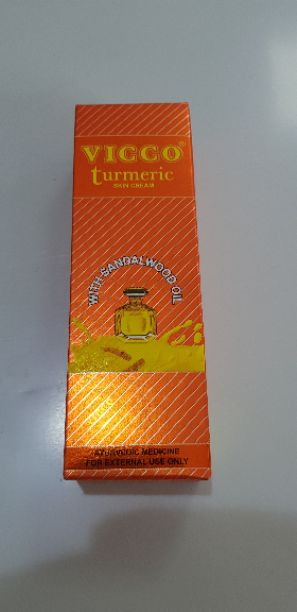 VICCO®
turmeric
SKIN CREAM
WITH SANDALWOOD OIL
AYURVEDIC MEDICINE
FOR EXTERNAL USE ONLY